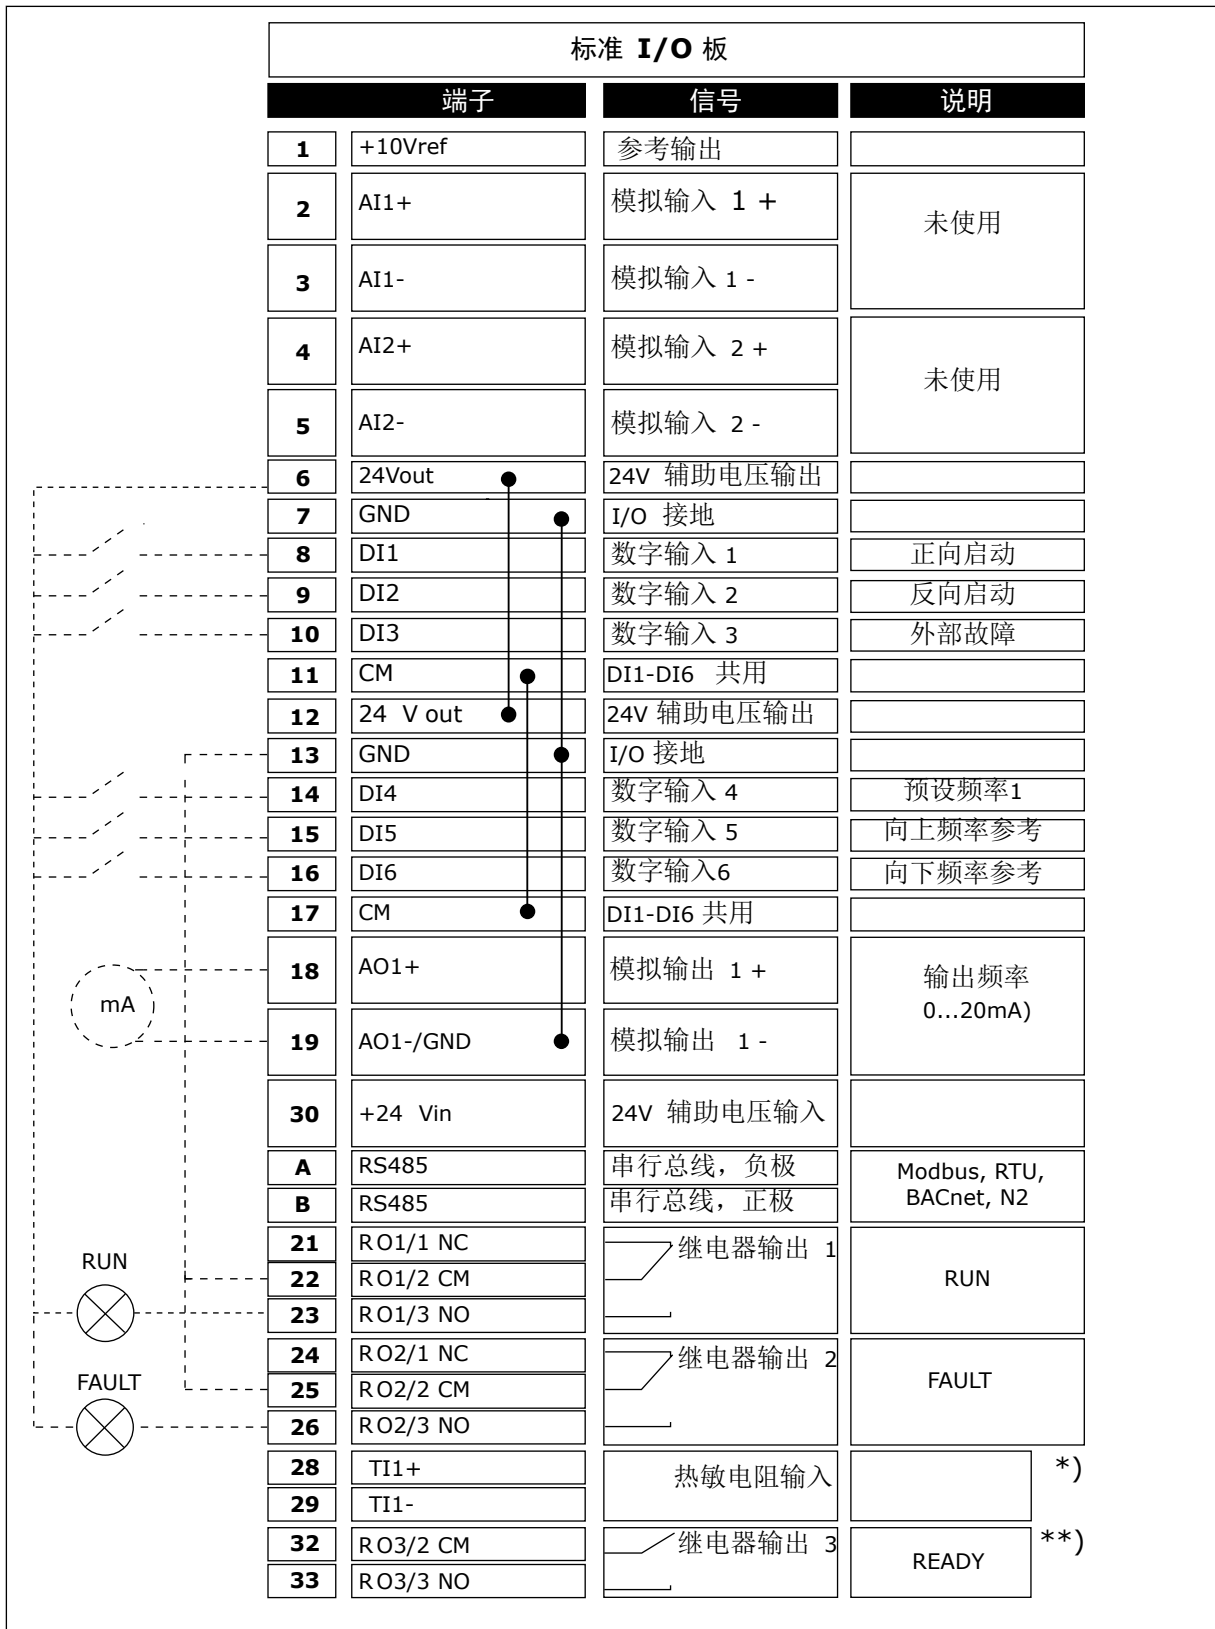 标准 I/O 板
端子 信号 说明
1 +10Vref 参考输出
2 AI1+ 模拟输入 1 +
未使用
3 AI1- 模拟输入 1 -
4 AI2+ 模拟输入 2 +
未使用
5 AI2- 模拟输入 2 -
6 24Vout 24V 辅助电压输出
7 GND I/O 接地
8 DI1 数字输入 1 正向启动
9 DI2 数字输入 2 反向启动
10 DI3 数字输入 3 外部故障
11 CM DI1-DI6 共用
12 24 V out 24V 辅助电压输出
13 GND I/O 接地
14 DI4 数字输入 4 预设频率1
15 DI5 数字输入 5 向上频率参考
16 DI6 数字输入6 向下频率参考
17 CM DI1-DI6 共用
18 AO1+ 模拟输出 1 + 输出频率
mA 0...20mA)
19 AO1-/GND 模拟输出 1 -
30 +24 Vin 24V 辅助电压输入
A RS485 串行总线，负极 Modbus, RTU,
B RS485 串行总线，正极 BACnet, N2
21 RO1/1 NC 继电器输出 1
RUN
22 RO1/2 CM RUN
23 RO1/3 NO
24 RO2/1 NC 继电器输出 2
FAULT
25 RO2/2 CM FAULT
26 RO2/3 NO
28 TI1+ 热敏电阻输入 *)
29 TI1-
32 RO3/2 CM 继电器输出 3 **)
READY
33 RO3/3 NO